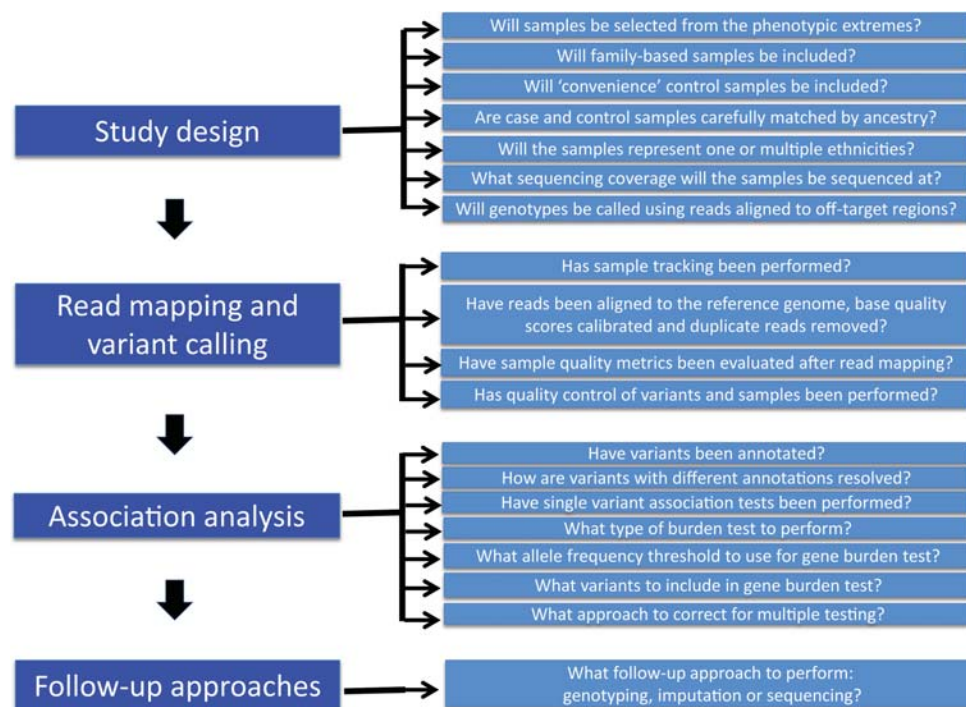 Study design
Will samples be selected from the phenotypic extremes?
Will family-based samples be included?
Will ‘convenience’ control samples be included?
Are case and control samples carefully matched by ancestry?
Will the samples represent one or multiple ethnicities?
What sequencing coverage will the samples be sequenced at?
Will genotypes be called using reads aligned to off-target regions?
Read mapping and
variant calling
Has sample tracking been performed?
Have reads been aligned to the reference genome, base quality
scores calibrated and duplicate reads removed?
Have sample quality metrics been evaluated after read mapping?
Has quality control of variants and samples been performed?
Association analysis
Have variants been annotated?
How are variants with different annotations resolved?
Have single variant association tests been performed?
What type of burden test to perform?
What allele frequency threshold to use for gene burden test?
What variants to include in gene burden test?
What approach to correct for multiple testing?
Follow-up approaches
What follow-up approach to perform:
genotyping, imputation or sequencing?